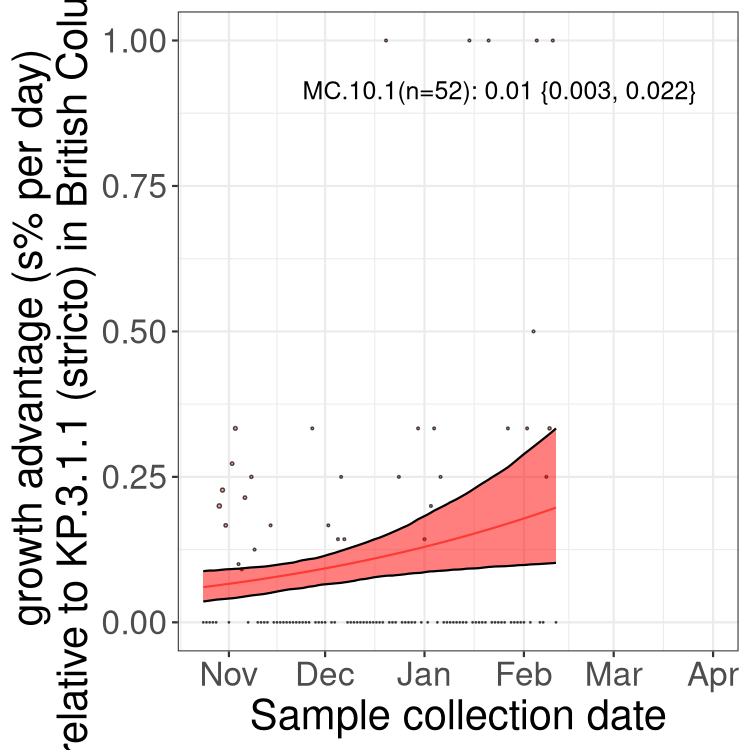 growth advantage (s% per day)
relative to KP.3.1.1 (stricto) in British Colu
1.00
0.75
0.50
0.25
0.00
MC.10.1(n=52): 0.01 {0.003, 0.022}
Nov Dec Jan Feb Mar Apr
Sample collection date